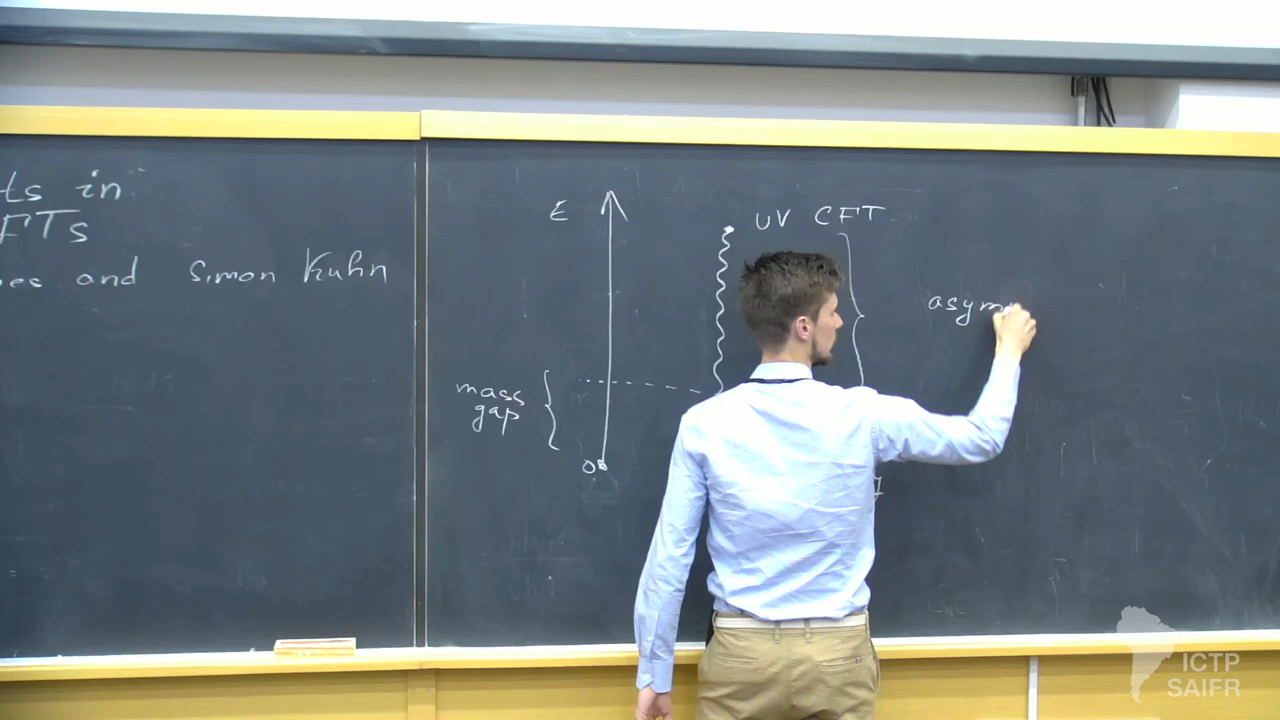 ts in
FTs
and Simon Kuhn
E
UV CFT
asym
mass
gap
0
ICTP
SAIFR